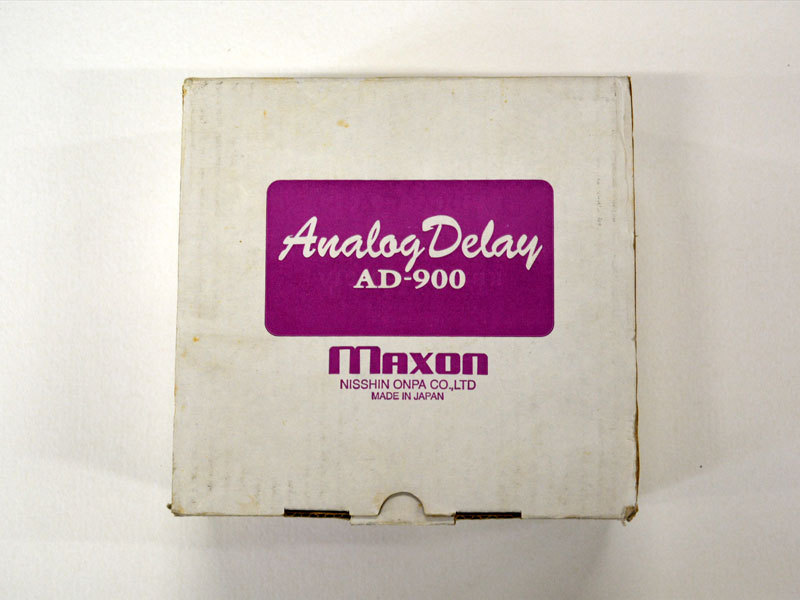 Analog Delay
AD-900
MAXON
NISSHIN ONPA CO.,LTD
MADE IN JAPAN